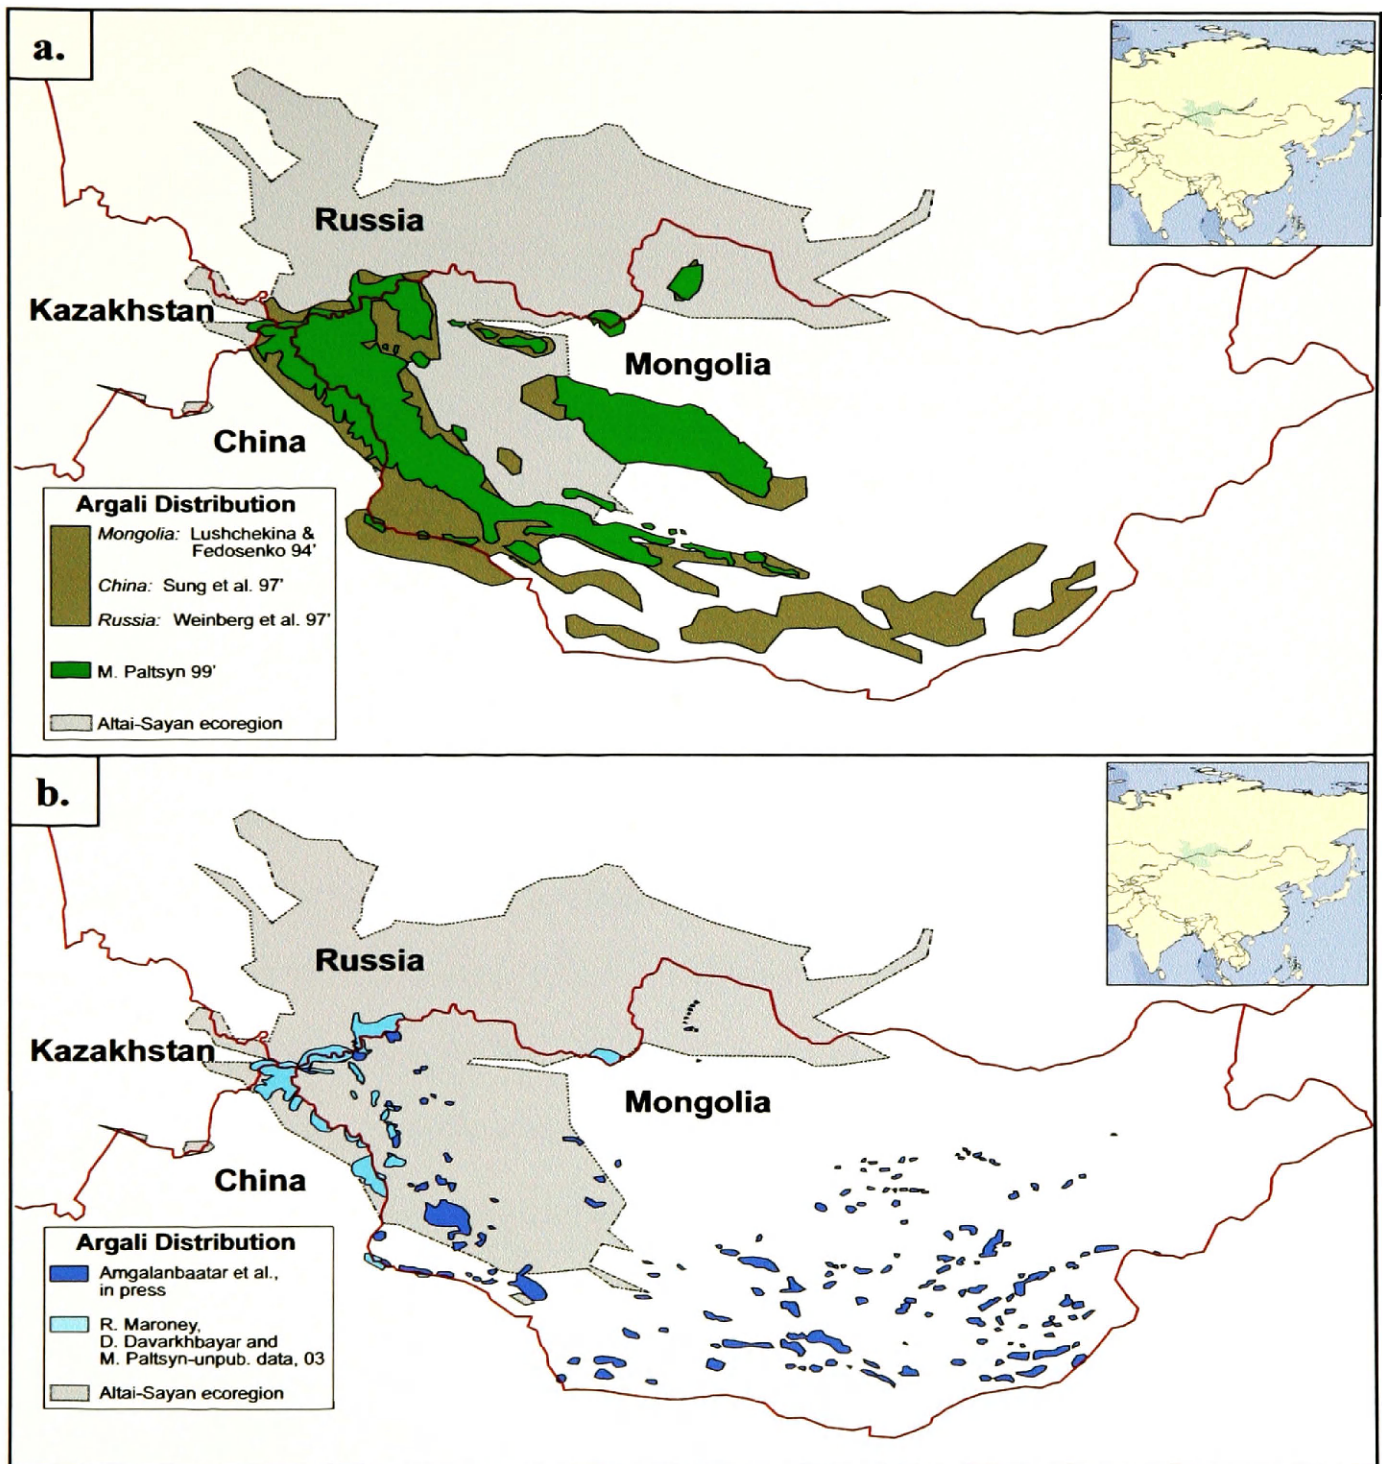 a.
Russia
Kazakhstan
Mongolia
China
Argali Distribution
Mongolia: Lushchekina &
Fedosenko 94'
China: Sung et al. 97'
Russia: Weinberg et al. 97'
M. Paltsyn 99'
Altai-Sayan ecoregion
b.
Russia
Kazakhstan
Mongolia
China
Argali Distribution
Amgalanbaatar et al.,
in press
R. Maroney,
D. Davarkhbayar and
M. Paltsyn-unpub. data, 03
Altai-Sayan ecoregion